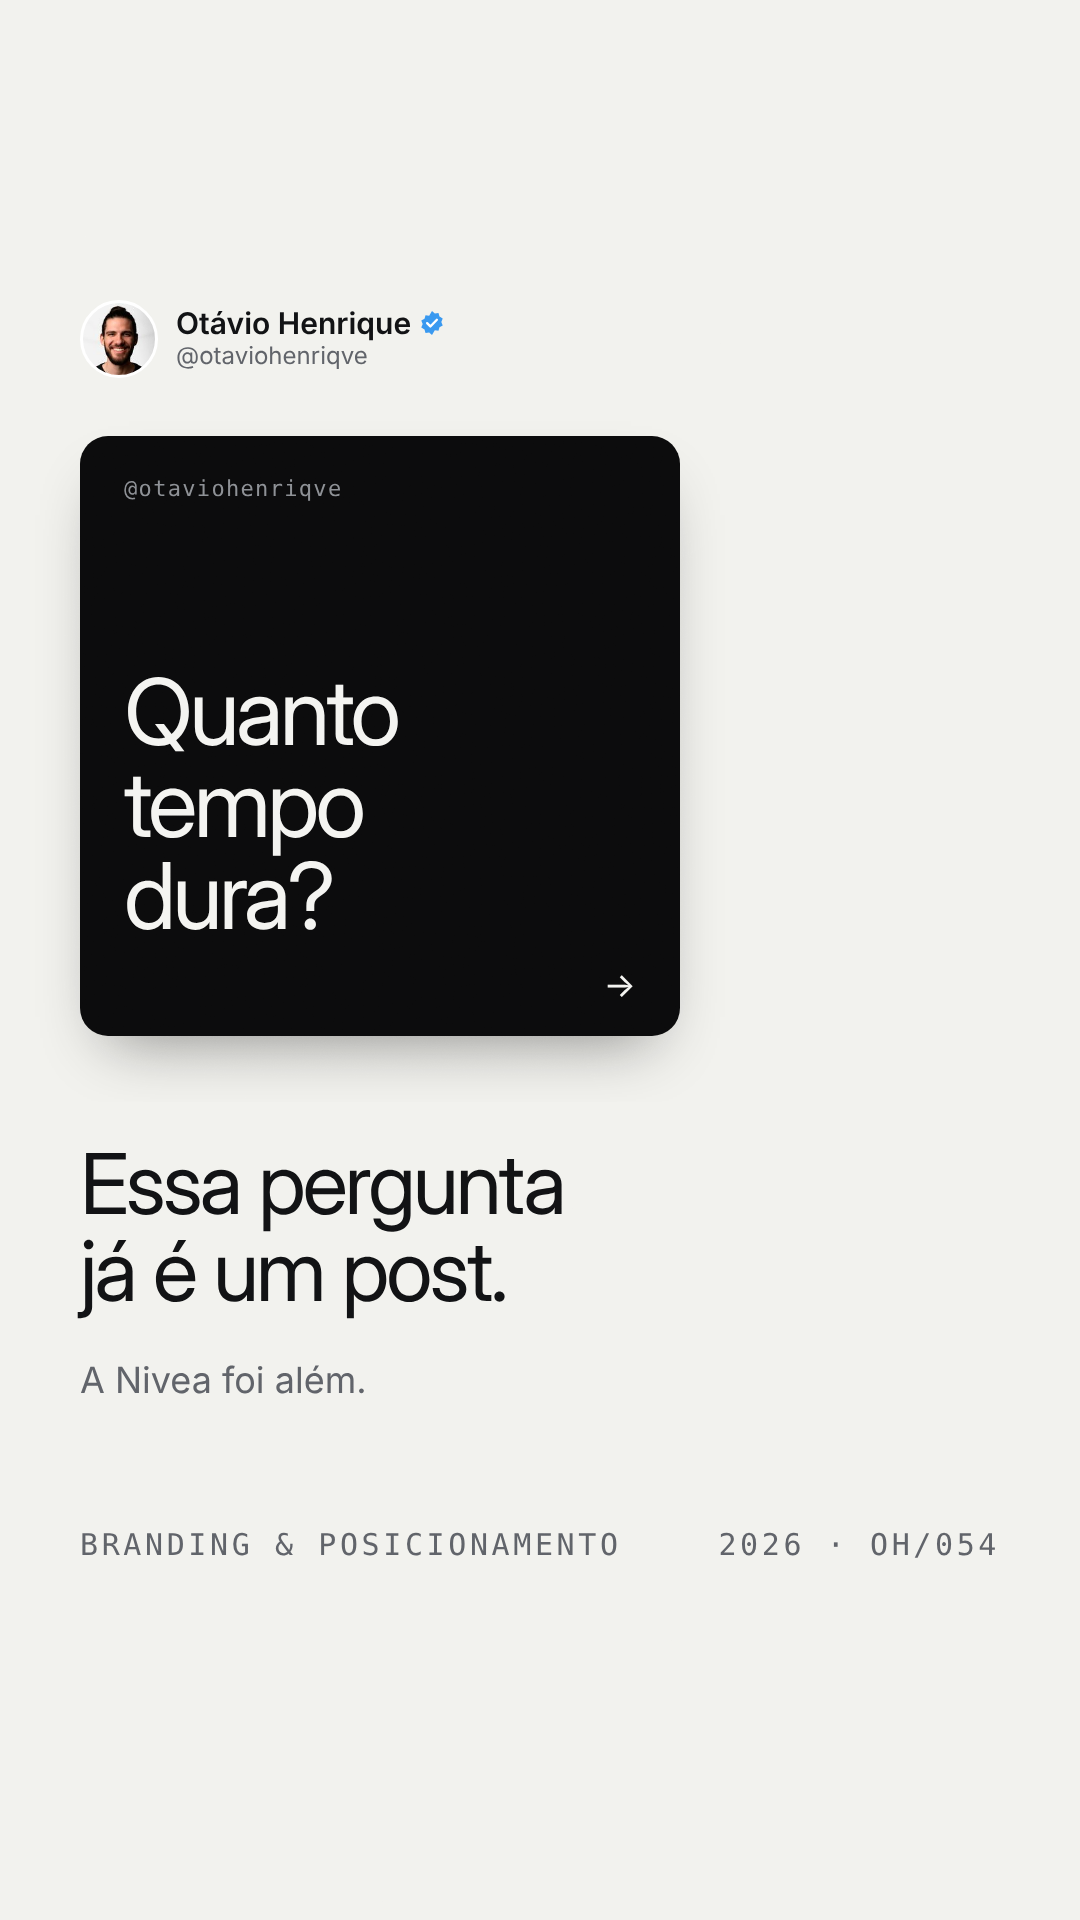 Otávio Henrique
@otaviohenriqve
@otaviohenriqve
Quanto
tempo
dura?
→
Essa pergunta
já é um post.
A Nivea foi além.
BRANDING & POSICIONAMENTO 2026 · OH/054